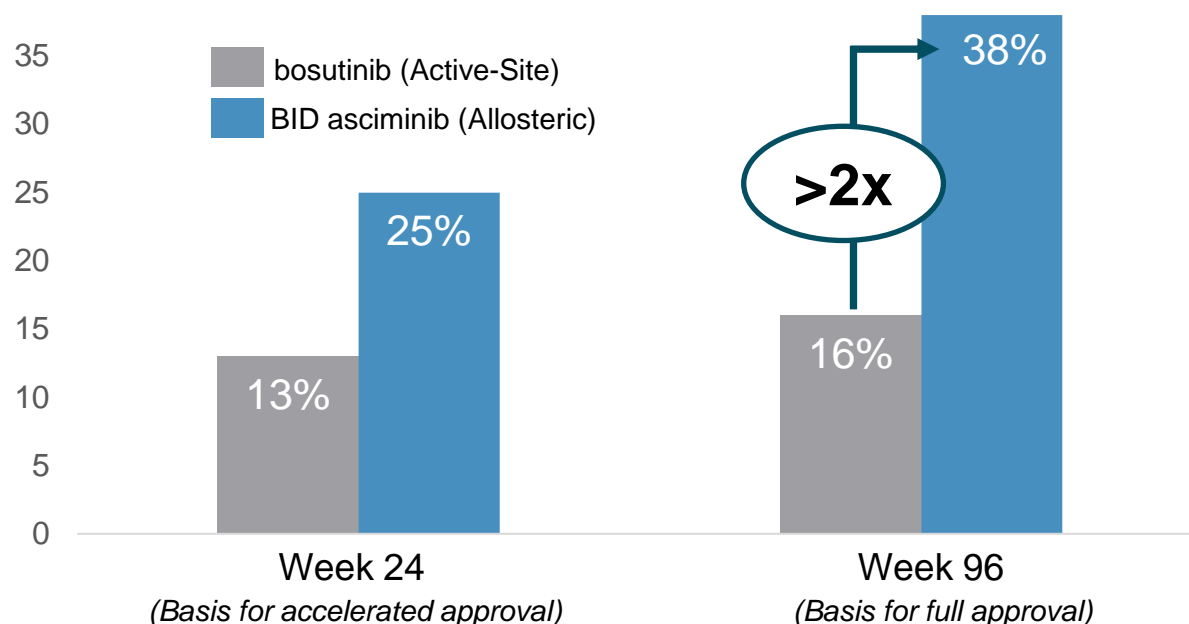 35
30
25
20
15
10
5
0
bosutinib (Active-Site)
BID asciminib (Allosteric)
13%
25%
>2x
16%
38%
Week 24
(Basis for accelerated approval)
Week 96
(Basis for full approval)